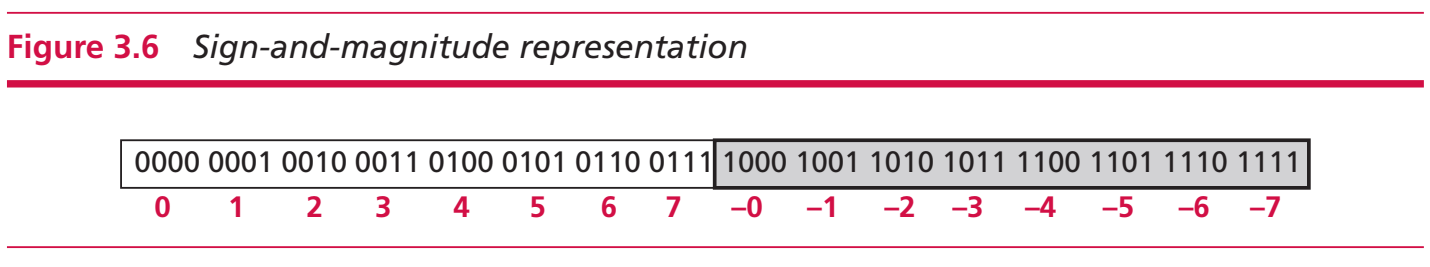 Figure 3.6 Sign-and-magnitude representation
0000 0001 0010 0011 0100 0101 0110 0111 1000 1001 1010 1011 1100 1101 1110 1111
0 1 2 3 4 5 6 7 –0 –1 –2 –3 –4 –5 –6 –7